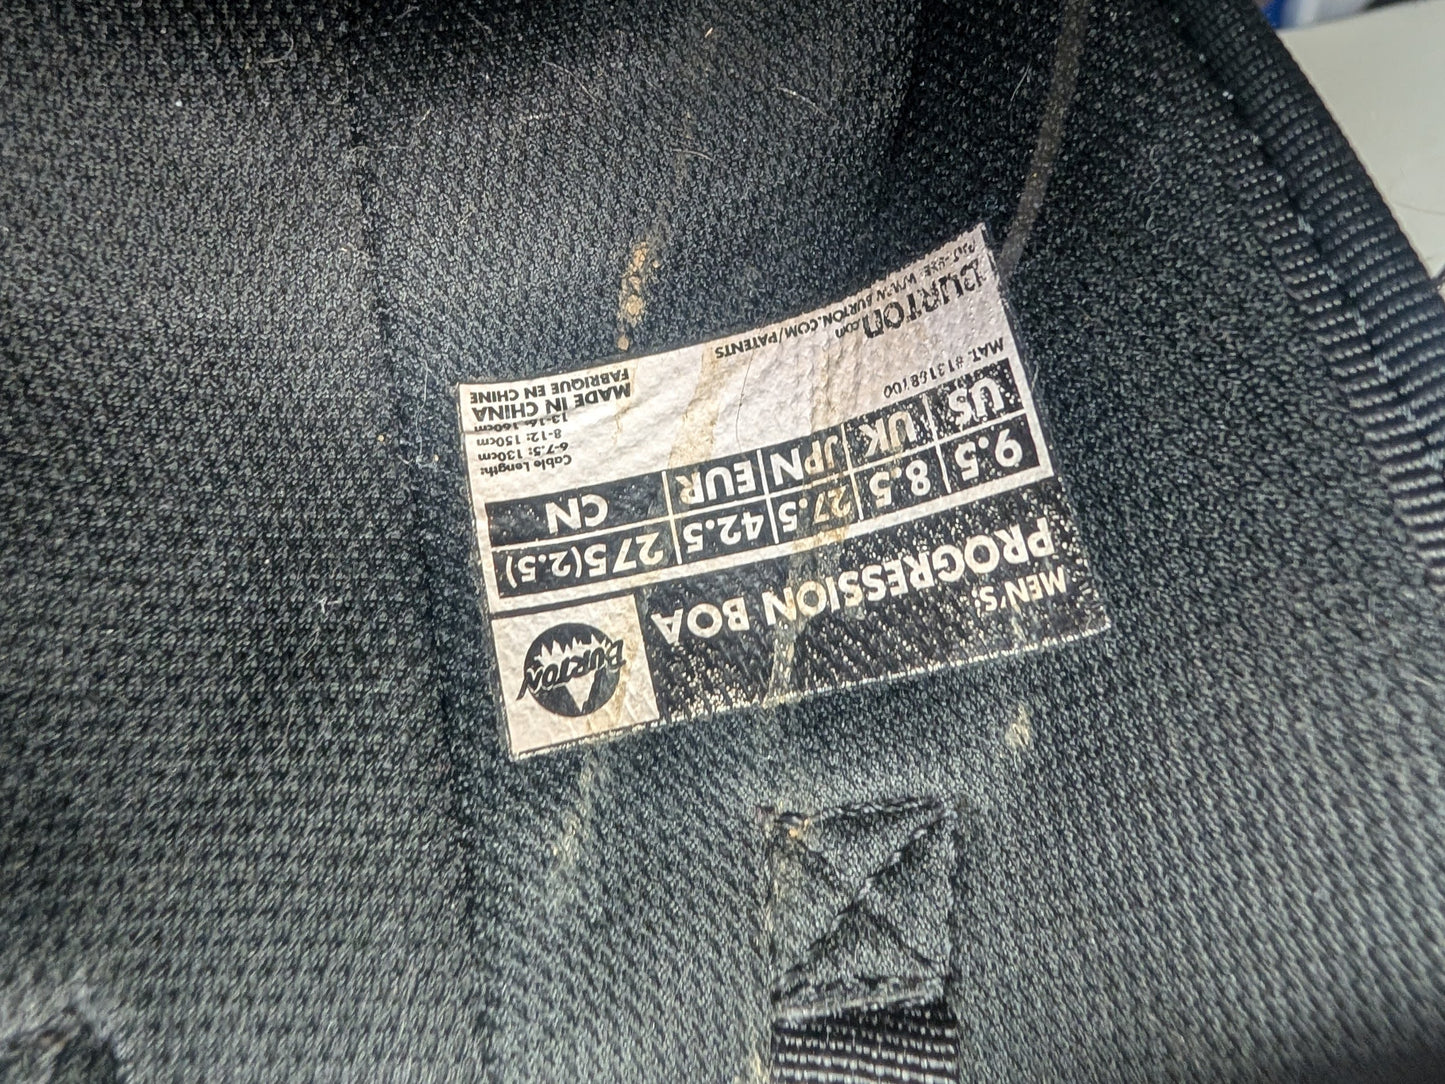 MEN'S:
PROGRESSION BOA
BURTON
9.5 8.5 27.5 42.5 275(2.5)
US UK JPN EUR CN
MAT. #13168100
BURTON.com
WWW.BURTON.COM/PATENTS
Cable Length:
6-7.5: 130cm
8-12: 150cm
13-16: 160cm
MADE IN CHINA
FABRIQUE EN CHINE